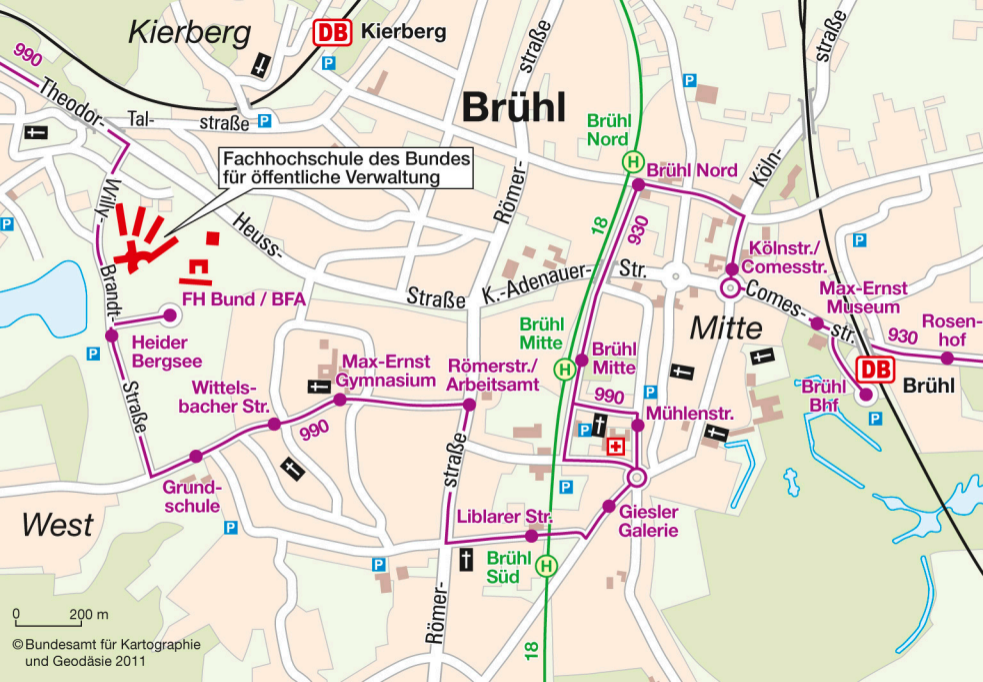 Kierberg
DB Kierberg
P
990
Theodor-
Tal-
straße
P
straße
straße
P
Brühl
Brühl
Nord
H
Brühl Nord
Köln-
Fachhochschule des Bundes
für öffentliche Verwaltung
Römer-
Willy-
P
Heuss-
18
930
P
Kölnstr./
Comesstr.
Brandt-
FH Bund / BFA
Straße
K.-Adenauer-
Str.
Comes-
str.
Max-Ernst
Museum
930
Rosen-
hof
Mitte
Heider
Bergsee
P
Brühl
Mitte
H
Brühl
Mitte
DB Brühl
Brühl
Bhf
P
Straße
Wittels-
bacher Str.
Max-Ernst
Gymnasium
Römerstr./
Arbeitsamt
P
990
Mühlenstr.
990
P
straße
Grund-
schule
P
West
P
Liblarer Str.
Giesler
Galerie
P
Brühl
Süd
H
Römer-
18
0 200 m
© Bundesamt für Kartographie
und Geodäsie 2011